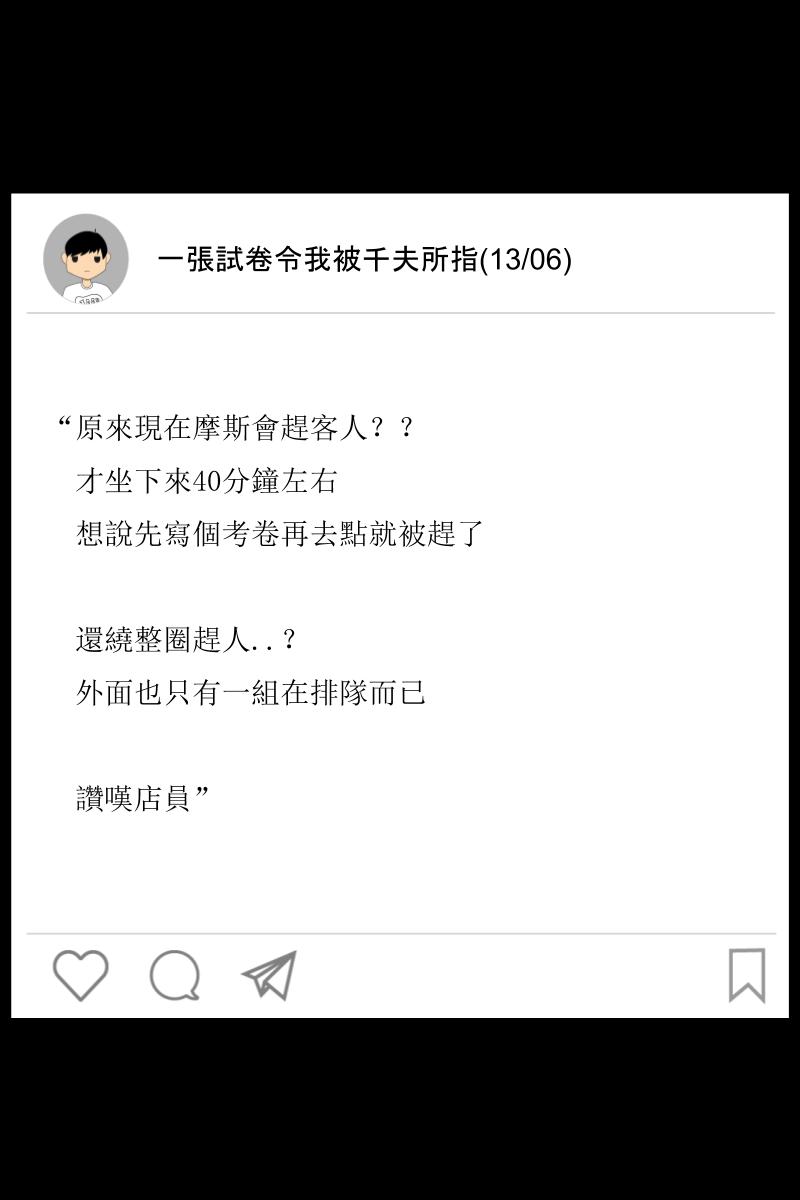 一張試卷令我被千夫所指(13/06)
“原來現在摩斯會趕客人？？
才坐下來40分鐘左右
想說先寫個考卷再去點就被趕了
還繞整圈趕人..？
外面也只有一組在排隊而已
讚嘆店員”